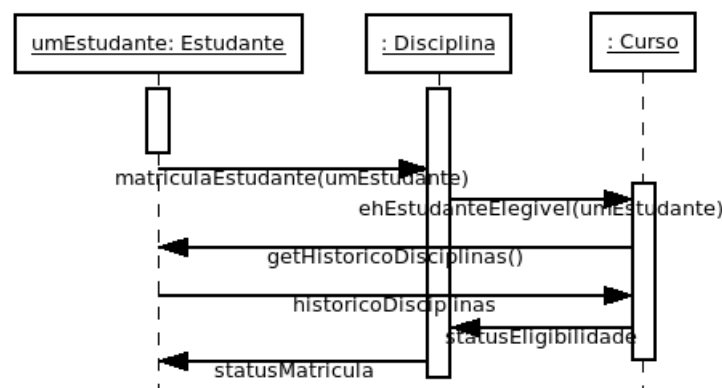 umEstudante: Estudante
: Disciplina
: Curso
matriculaEstudante(umEstudante)
ehEstudanteElegivel(umEstudante)
getHistoricoDisciplinas()
historicoDisciplinas
statusEligibilidade
statusMatricula